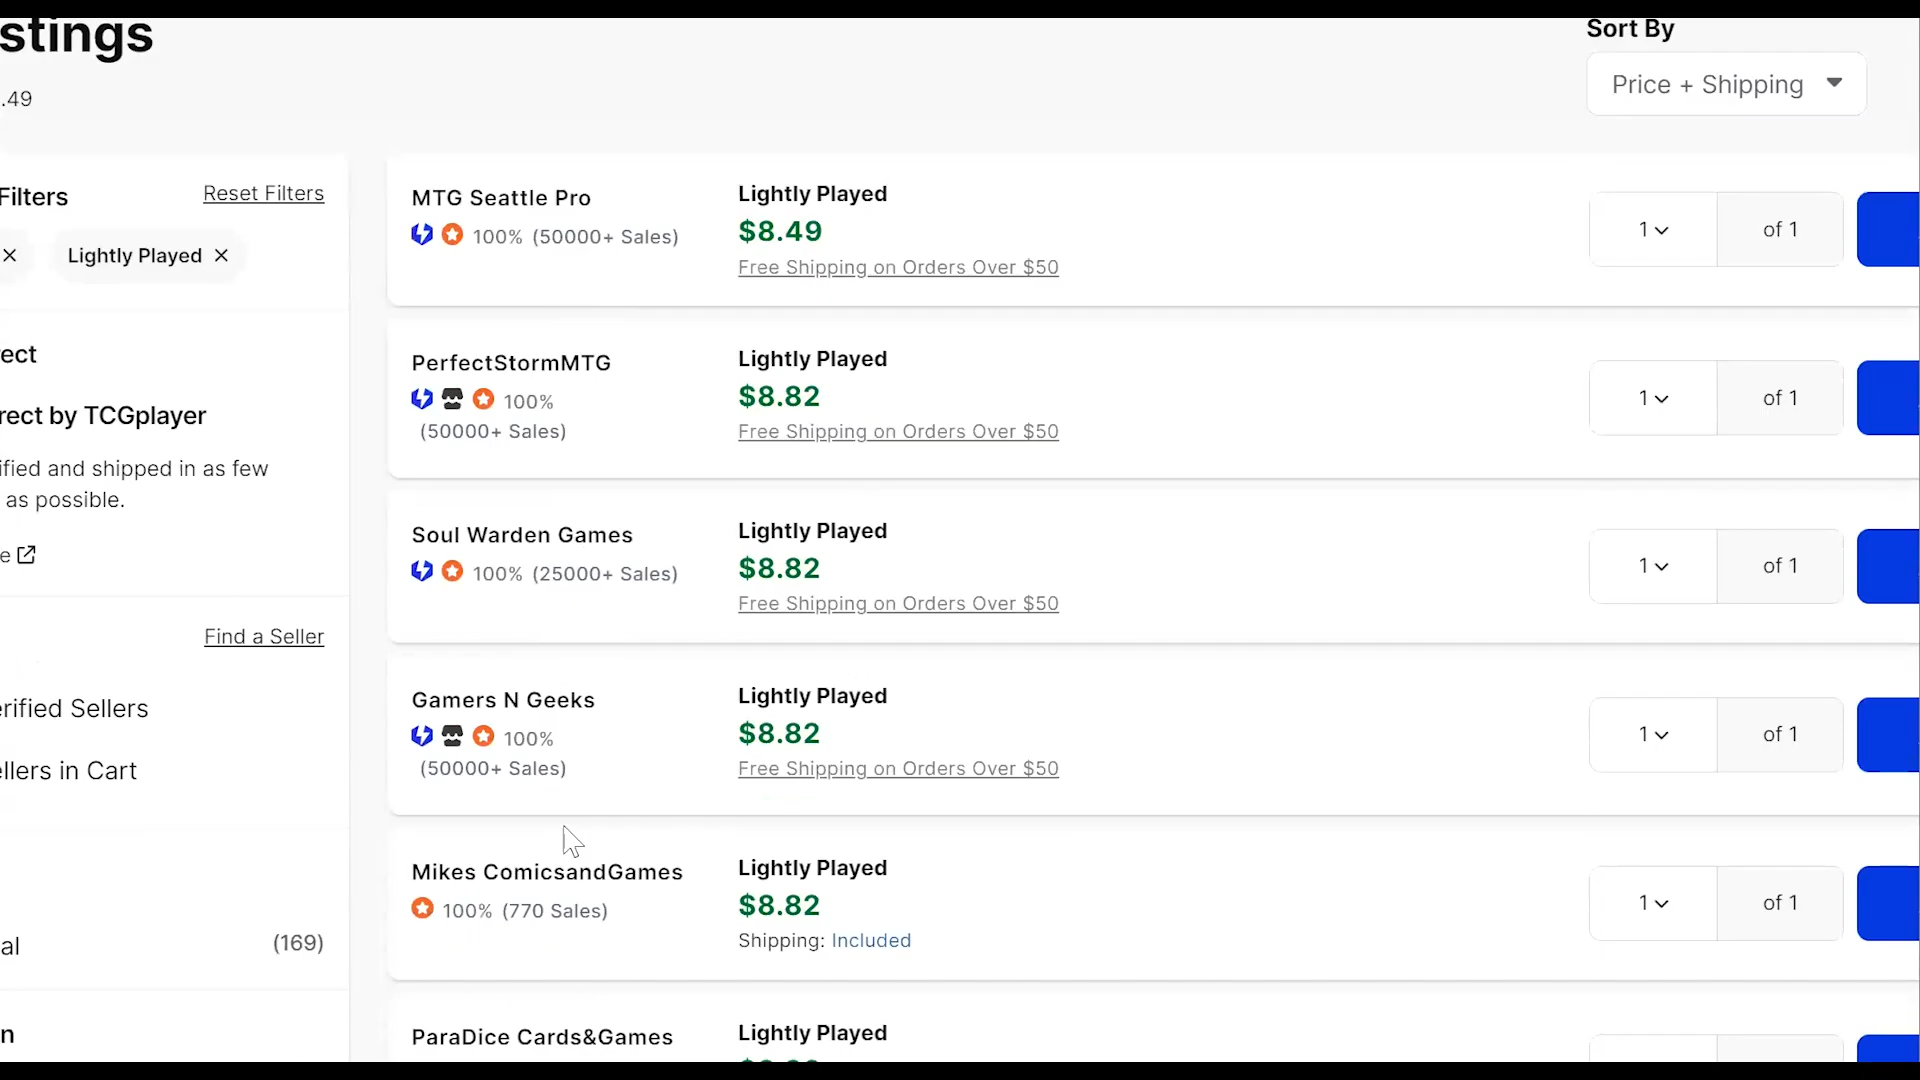 stings
.49
Sort By
Price + Shipping
Filters
Reset Filters
Lightly Played
rect
rect by TCGplayer
ified and shipped in as few
as possible.
e
Find a Seller
erified Sellers
ellers in Cart
al
(169)
n
MTG Seattle Pro
100% (50000+ Sales)
Lightly Played
$8.49
Free Shipping on Orders Over $50
1
of 1
PerfectStormMTG
100%
(50000+ Sales)
Lightly Played
$8.82
Free Shipping on Orders Over $50
1
of 1
Soul Warden Games
100% (25000+ Sales)
Lightly Played
$8.82
Free Shipping on Orders Over $50
1
of 1
Gamers N Geeks
100%
(50000+ Sales)
Lightly Played
$8.82
Free Shipping on Orders Over $50
1
of 1
Mikes ComicsandGames
100% (770 Sales)
Lightly Played
$8.82
Shipping: Included
1
of 1
ParaDice Cards&Games
Lightly Played